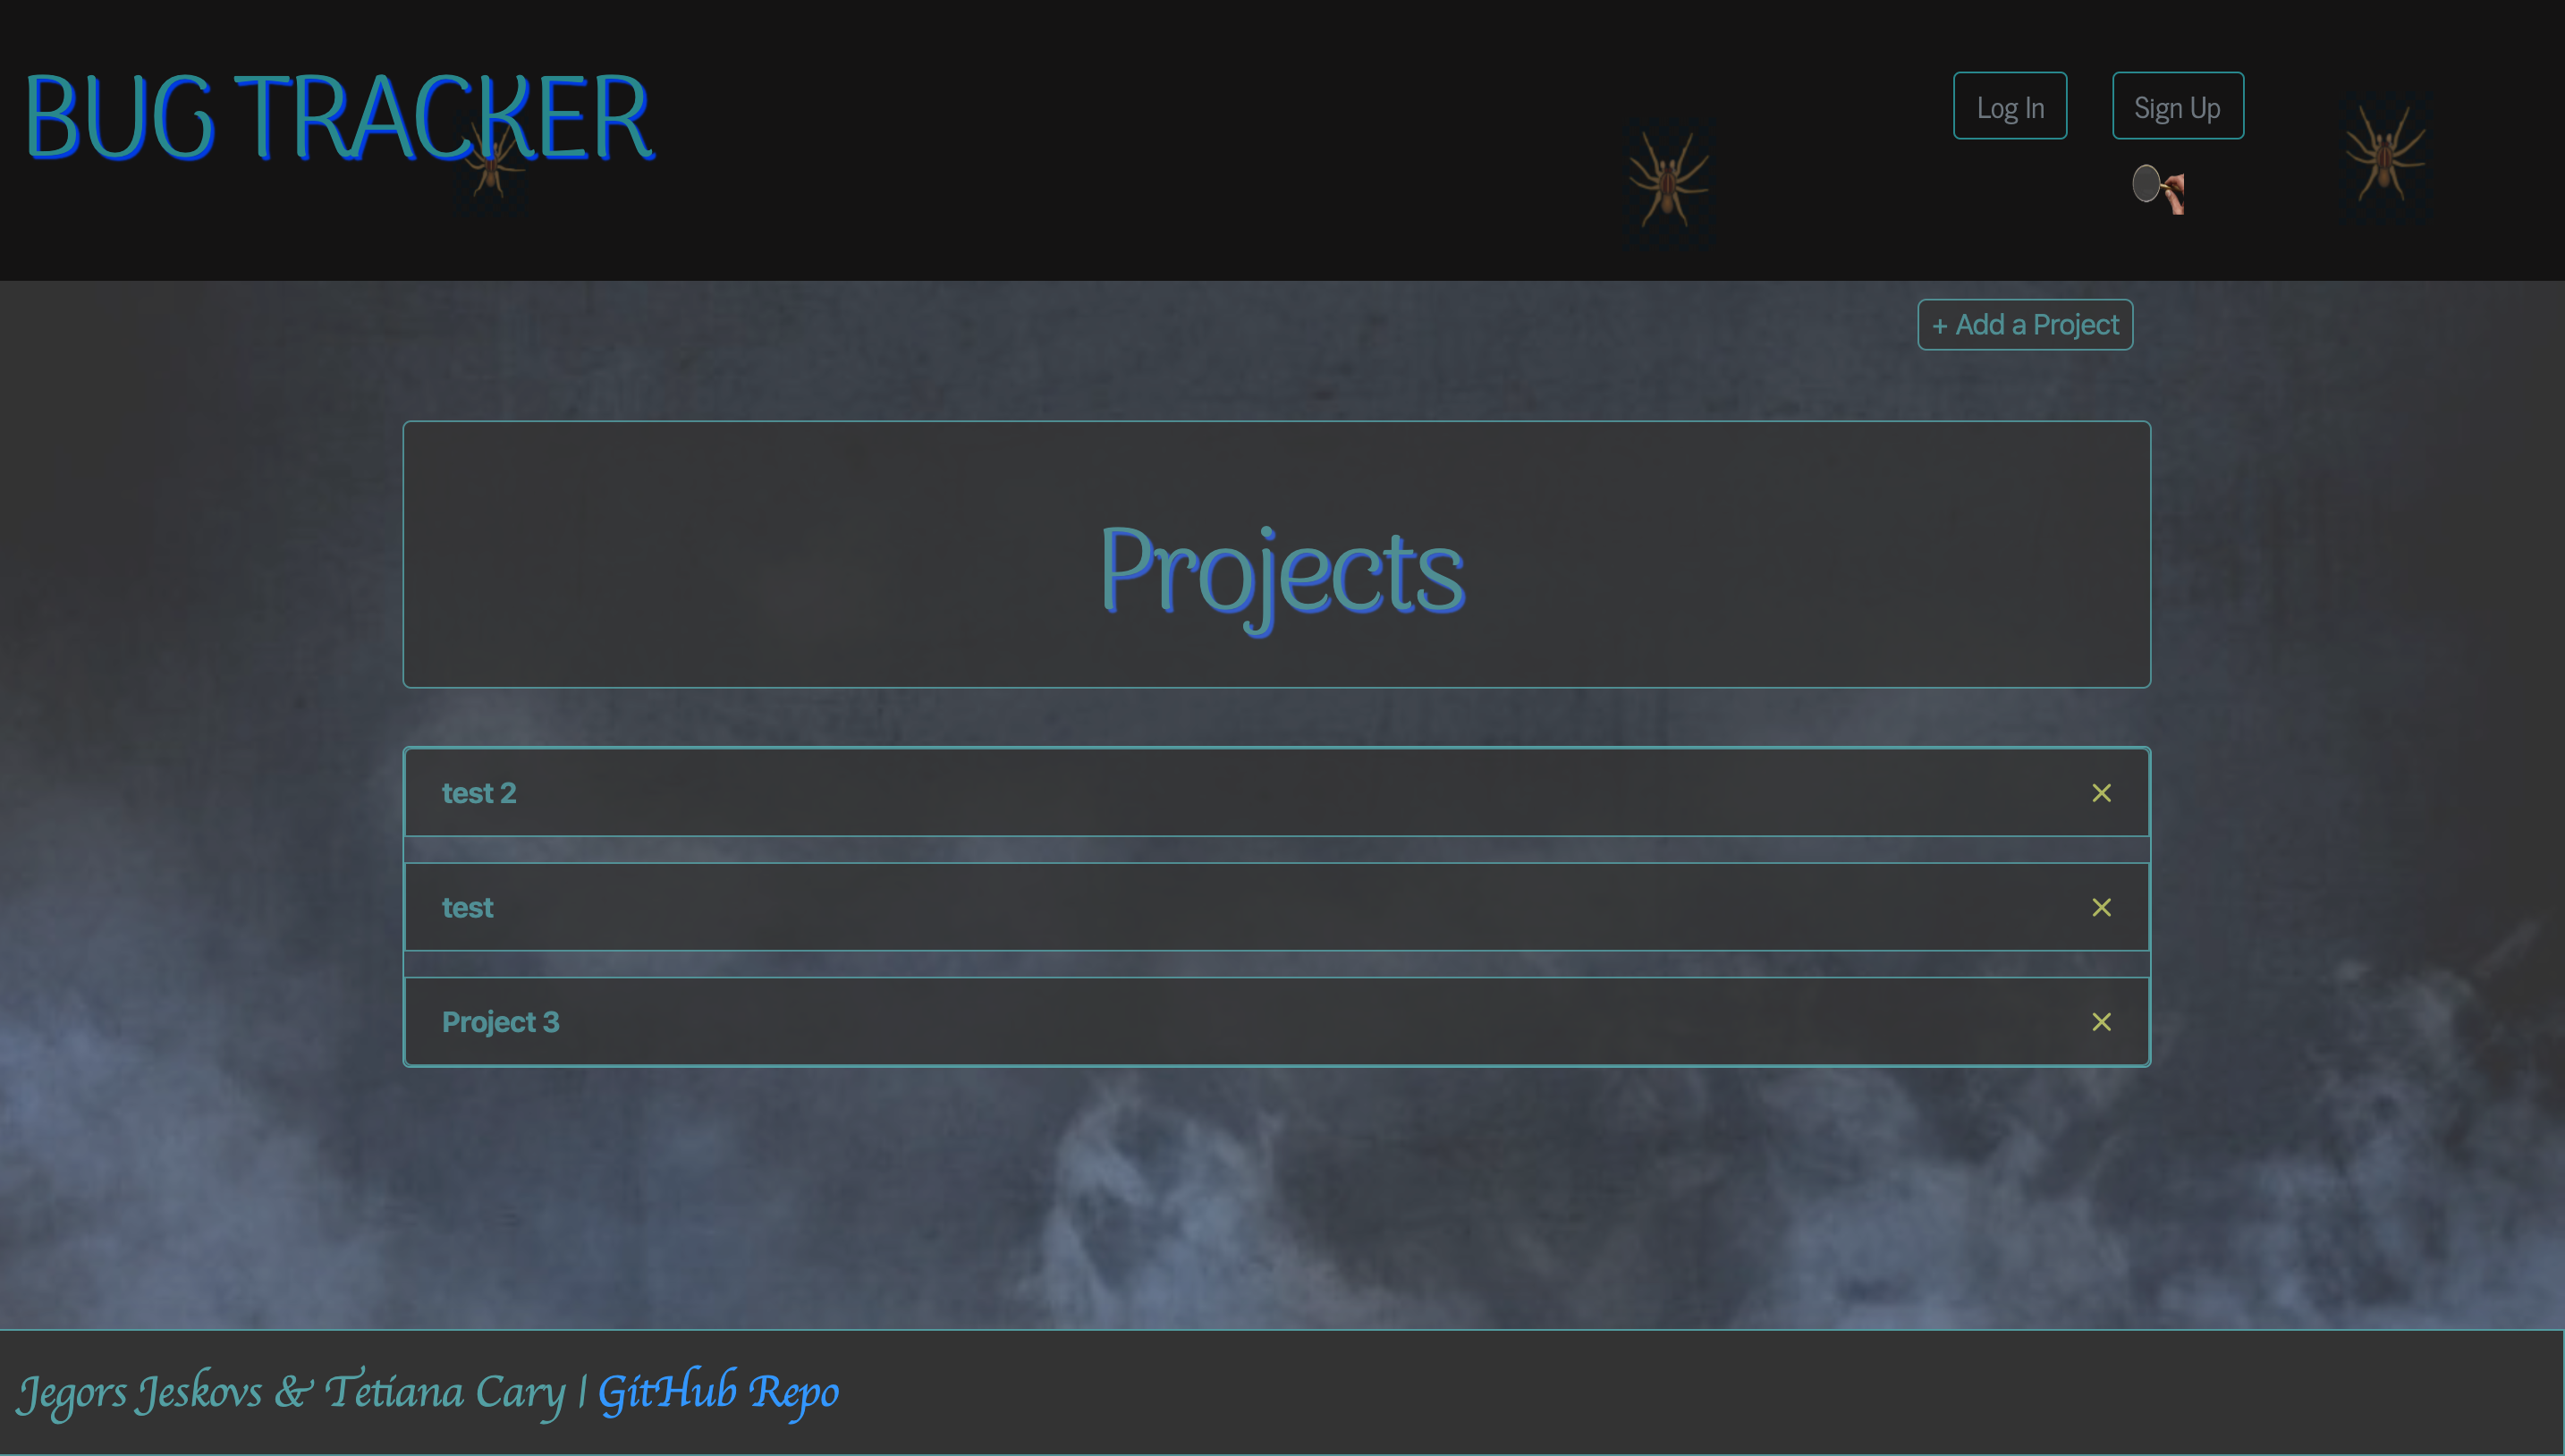 BUG TRACKER
Log In
Sign Up
+ Add a Project
Projects
test 2
test
Project 3
Jegors Jeskovs & Tetiana Cary | GitHub Repo